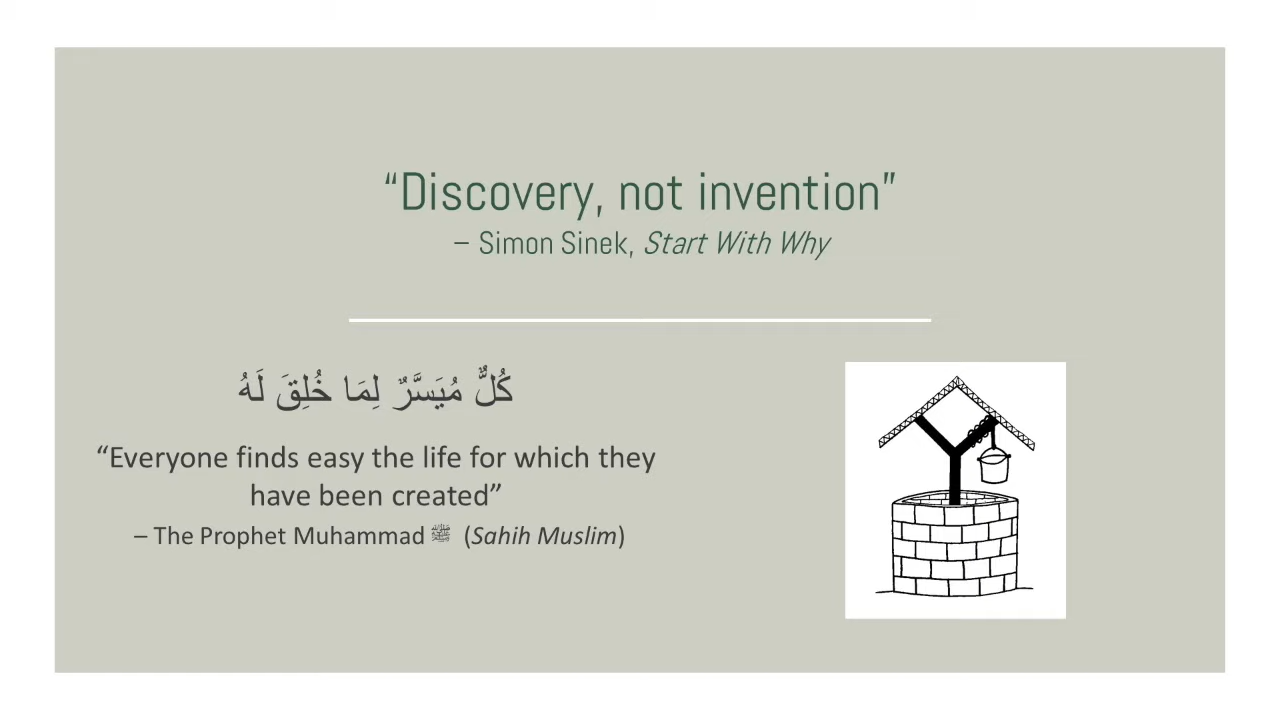 “Discovery, not invention”
– Simon Sinek, Start With Why
كُلٌّ مُيَسَّرٌ لِمَا خُلِقَ لَهُ
“Everyone finds easy the life for which they
have been created”
– The Prophet Muhammad ﷺ (Sahih Muslim)